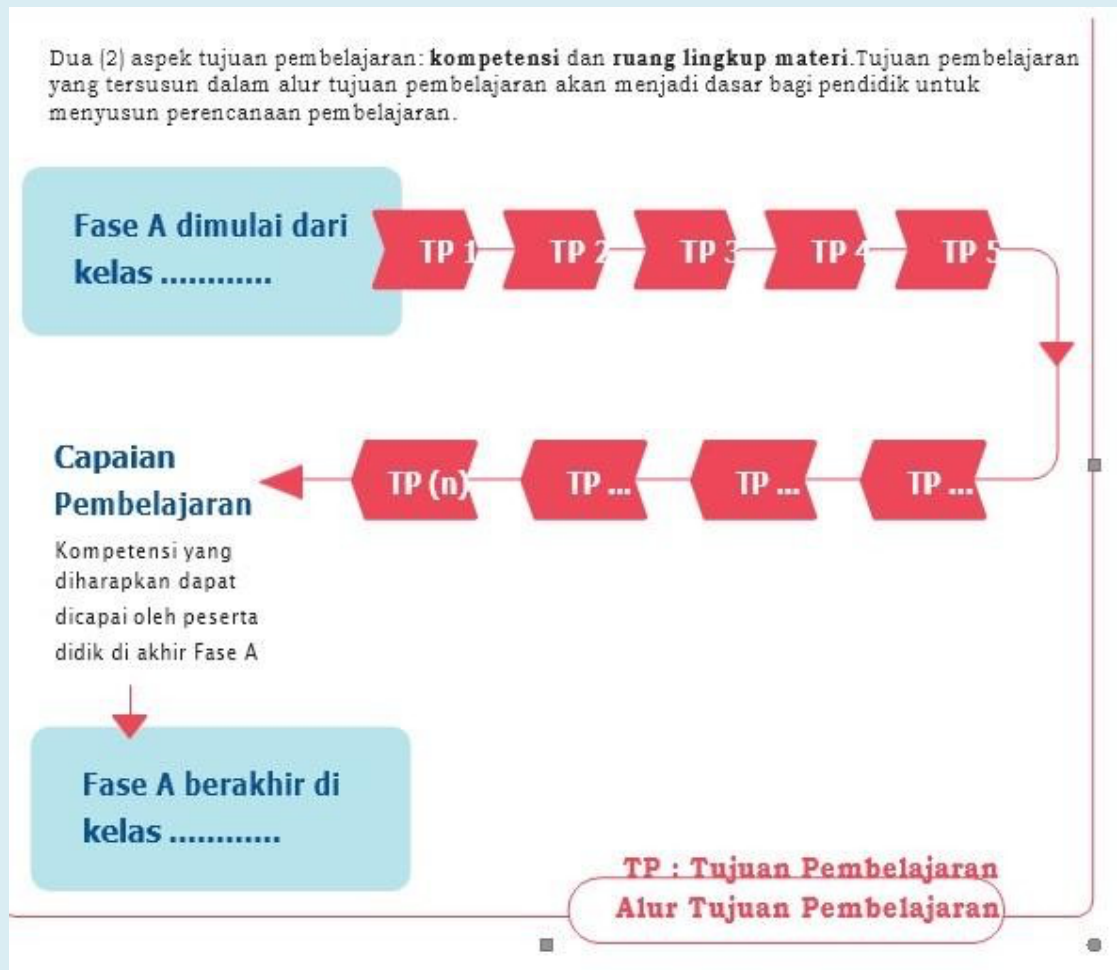 Dua (2) aspek tujuan pembelajaran: kompetensi dan ruang lingkup materi.Tujuan pembelajaran
yang tersusun dalam alur tujuan pembelajaran akan menjadi dasar bagi pendidik untuk
menyusun perencanaan pembelajaran.
Fase A dimulai dari
kelas ............
TP 1
TP 2
TP 3
TP 4
TP 5
TP (n)
TP ...
TP ...
TP ...
Capaian
Pembelajaran
Kompetensi yang
diharapkan dapat
dicapai oleh peserta
didik di akhir Fase A
Fase A berakhir di
kelas ............
TP : Tujuan Pembelajaran
Alur Tujuan Pembelajaran